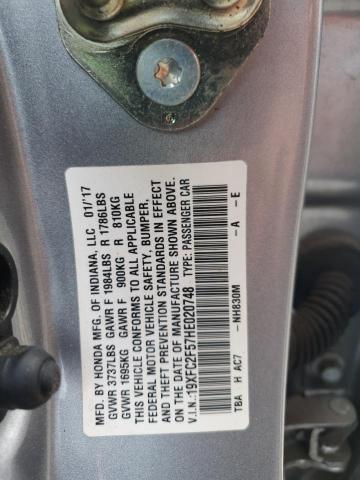 MFD. BY HONDA MFG. OF INDIANA, LLC 01/17
GVWR 3737LBS GAWR F 1984LBS R 1786LBS
GVWR 1695KG GAWR F 900KG R 810KG
THIS VEHICLE CONFORMS TO ALL APPLICABLE
FEDERAL MOTOR VEHICLE SAFETY, BUMPER,
AND THEFT PREVENTION STANDARDS IN EFFECT
ON THE DATE OF MANUFACTURE SHOWN ABOVE.
V.I.N.:19XFC2F57HE020748 TYPE: PASSENGER CAR
TBA H AC7 NH830M -A -E